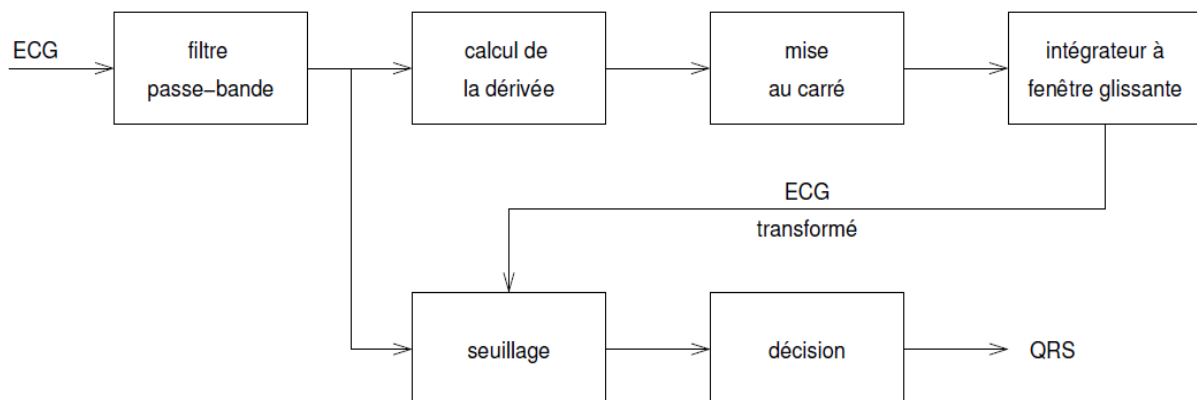 ECG
filtre
passe−bande
calcul de
la dérivée
mise
au carré
intégrateur à
fenêtre glissante
ECG
transformé
seuillage
décision
QRS